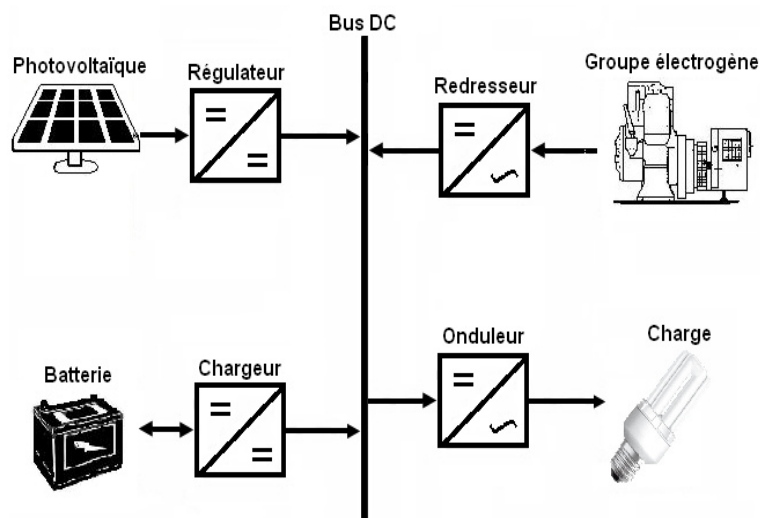 Bus DC
Photovoltaïque
Régulateur
Redresseur
Groupe électrogène
Batterie
Chargeur
Onduleur
Charge